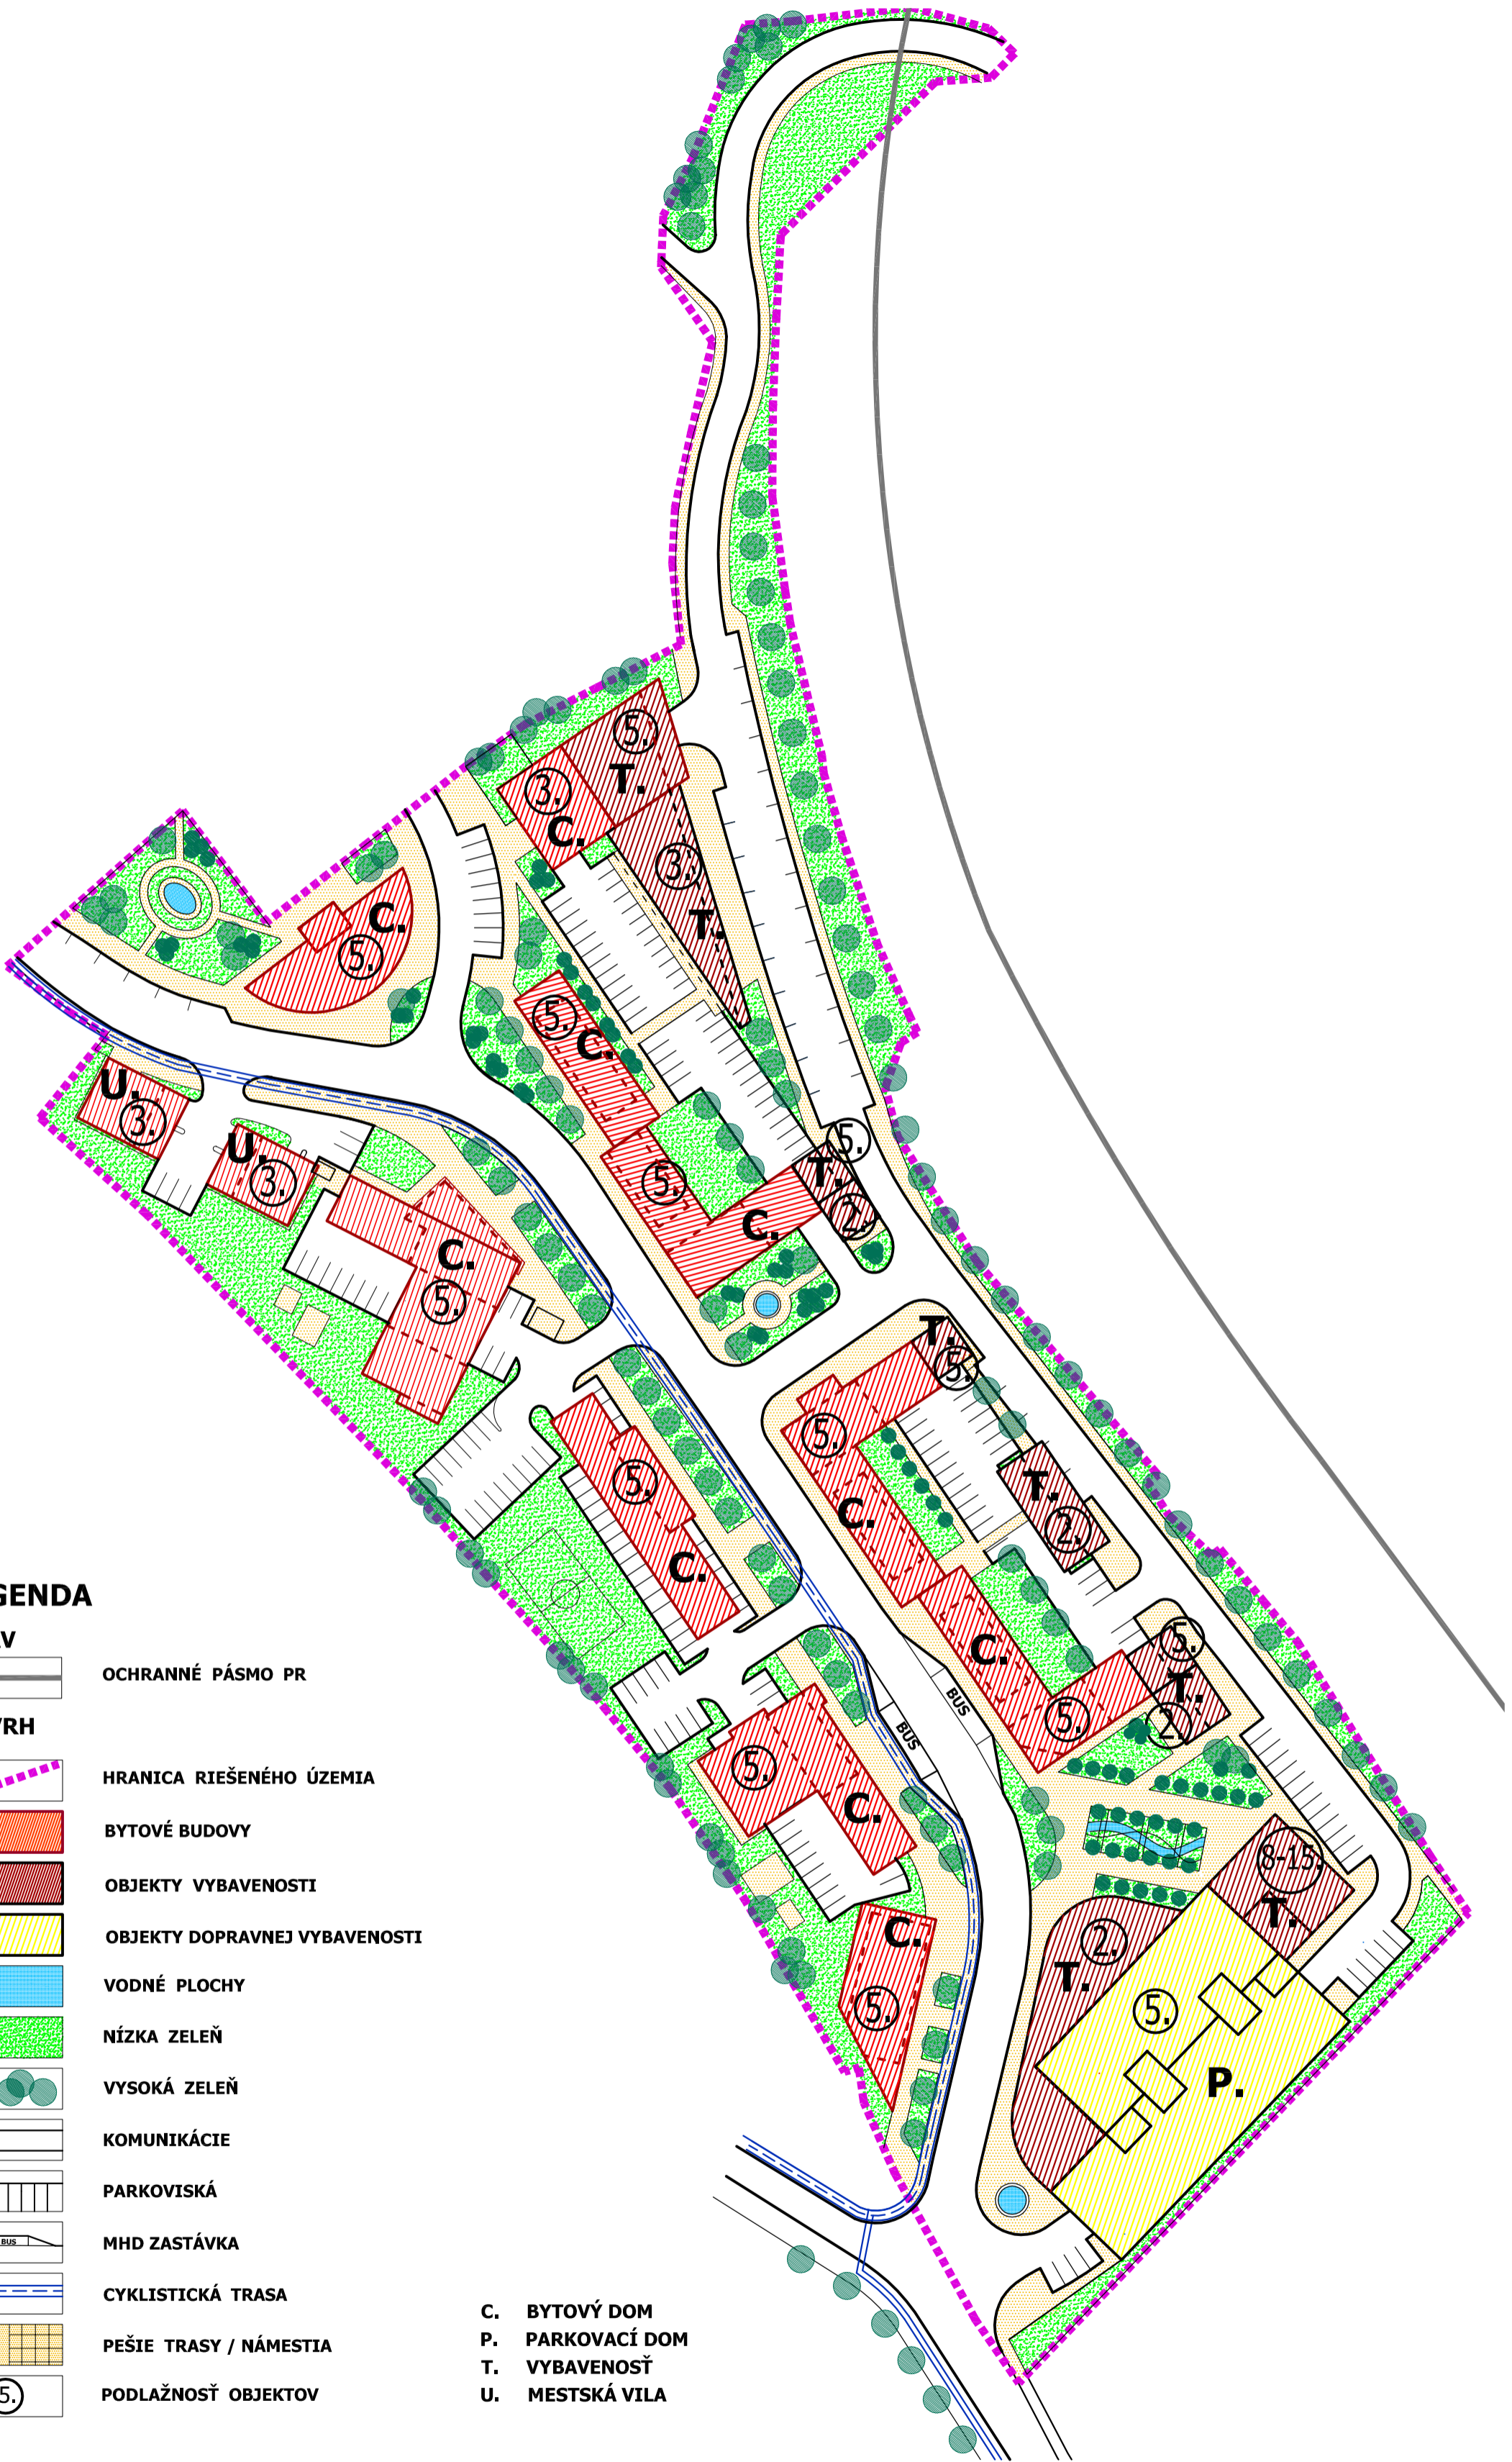 5.
T.
3.
C.
3.
T.
C.
5.
5.
C.
U.
3.
U.
3.
5.
T.
5.
2.
C.
C.
5.
T.
5.
5.
5.
T.
C.
2.
C.
5.
C.
T.
BUS
5.
2.
BUS
5.
C.
8-15.
T.
C.
2.
T.
5.
5.
P.
GENDA
V
OCHRANNÉ PÁSMO PR
RH
HRANICA RIEŠENÉHO ÚZEMIA
BYTOVÉ BUDOVY
OBJEKTY VYBAVENOSTI
OBJEKTY DOPRAVNEJ VYBAVENOSTI
VODNÉ PLOCHY
NÍZKA ZELEŇ
VYSOKÁ ZELEŇ
KOMUNIKÁCIE
PARKOVISKÁ
BUS MHD ZASTÁVKA
CYKLISTICKÁ TRASA
PEŠIE TRASY / NÁMESTIA
5. PODLAŽNOSŤ OBJEKTOV
C. BYTOVÝ DOM
P. PARKOVACÍ DOM
T. VYBAVENOSŤ
U. MESTSKÁ VILA